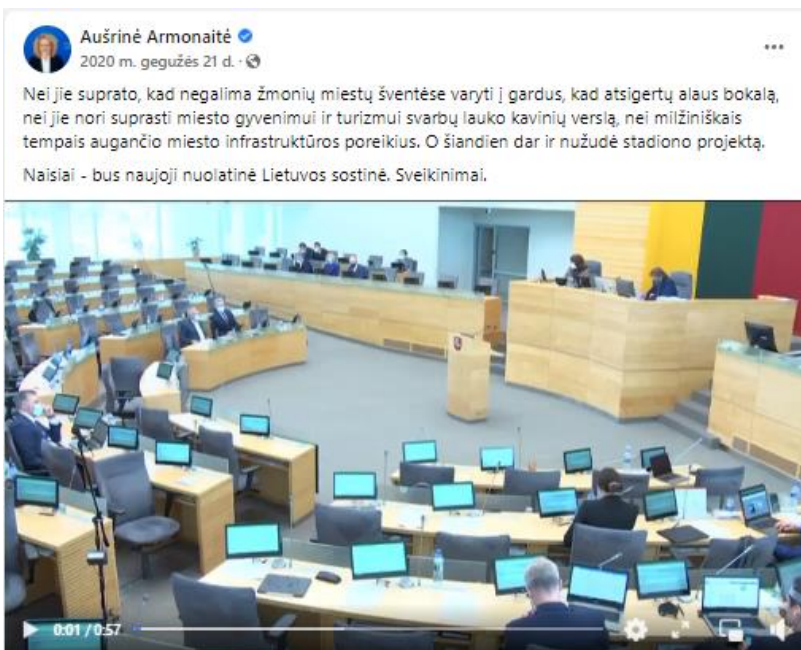 Aušrinė Armonaitė
2020 m. gegužės 21 d. ·
Nei jie suprato, kad negalima žmonių miestų šventėse varyti į gardus, kad atsigertų alaus bokalą,
nei jie nori suprasti miesto gyvenimui ir turizmui svarbų lauko kavinių verslą, nei milžiniškais
tempais augančio miesto infrastruktūros poreikius. O šiandien dar ir nužudė stadiono projektą.
Naisiai - bus naujoji nuolatinė Lietuvos sostinė. Sveikinimai.
0:01 / 0:57